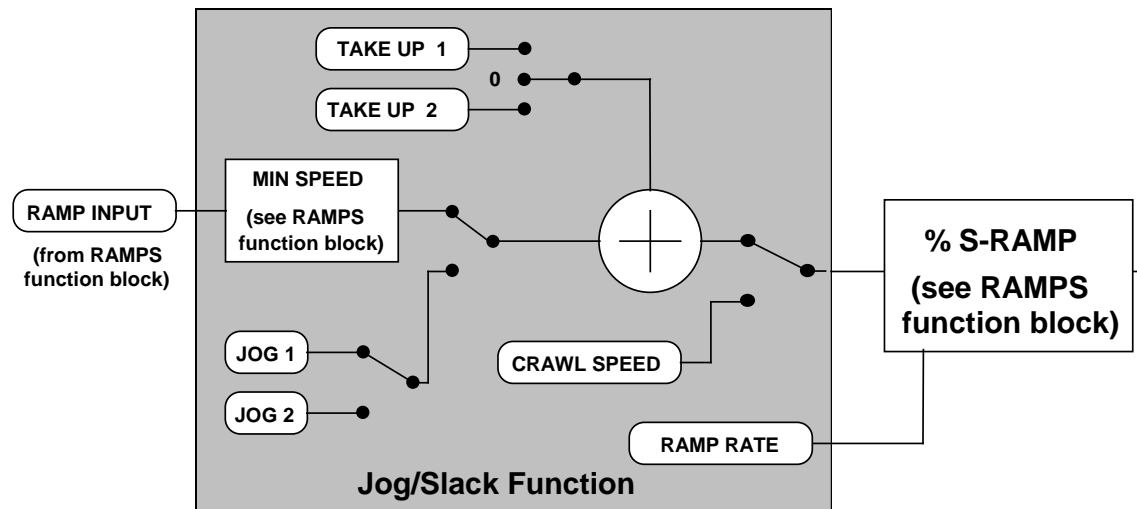 TAKE UP 1
0
TAKE UP 2
MIN SPEED
(see RAMPS
function block)
RAMP INPUT
(from RAMPS
function block)
% S-RAMP
(see RAMPS
function block)
JOG 1
CRAWL SPEED
JOG 2
RAMP RATE
Jog/Slack Function